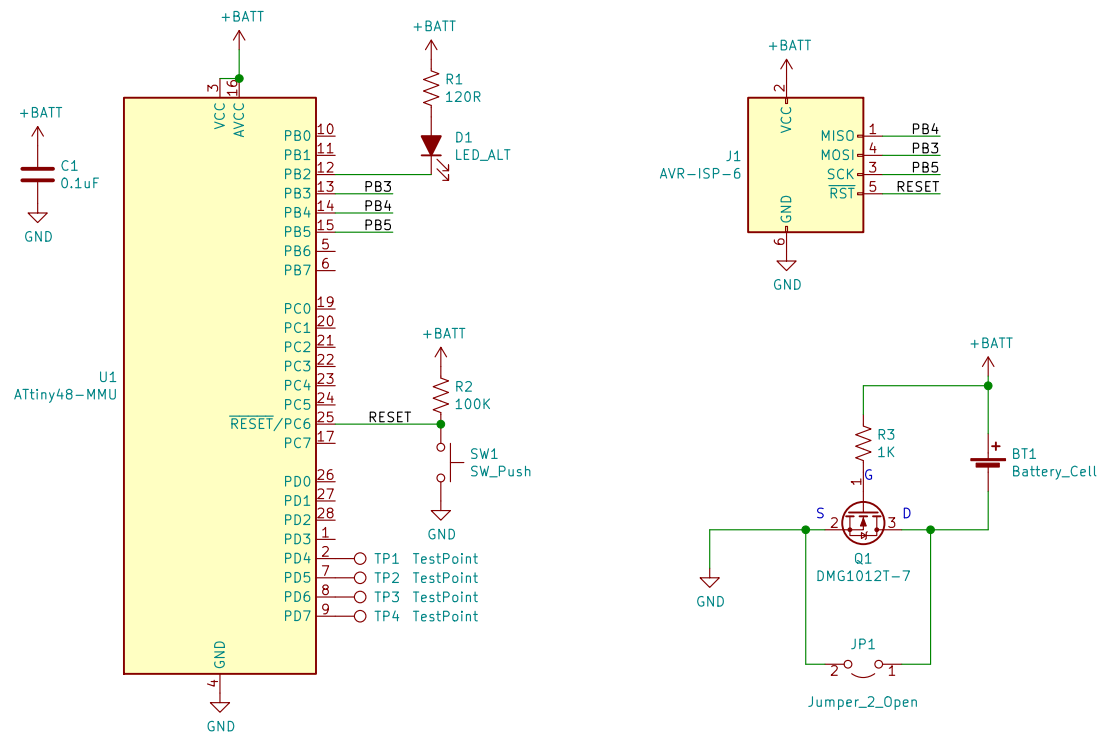 +BATT
3
16
VCC
AVCC
PB0 10
PB1 11
PB2 12
PB3 13 PB3
PB4 14 PB4
PB5 15 PB5
PB6 5
PB7 6
PC0 19
PC1 20
PC2 21
PC3 22
PC4 23
PC5 24
RESET/PC6 25 RESET
PC7 17
PD0 26
PD1 27
PD2 28
PD3 1
PD4 2 TP1 TestPoint
PD5 7 TP2 TestPoint
PD6 8 TP3 TestPoint
PD7 9 TP4 TestPoint
U1
ATtiny48-MMU
GND
4
GND
+BATT
C1
0.1uF
GND
+BATT
R1
120R
D1
LED_ALT
+BATT
R2
100K
SW1
SW_Push
GND
+BATT
2
VCC
J1
AVR-ISP-6
MISO 1 PB4
MOSI 4 PB3
SCK 3 PB5
RST 5 RESET
GND
6
GND
+BATT
R3
1K
BT1
Battery_Cell
+
1 G
S
2
3
D
Q1
DMG1012T-7
GND
JP1
2
1
Jumper_2_Open